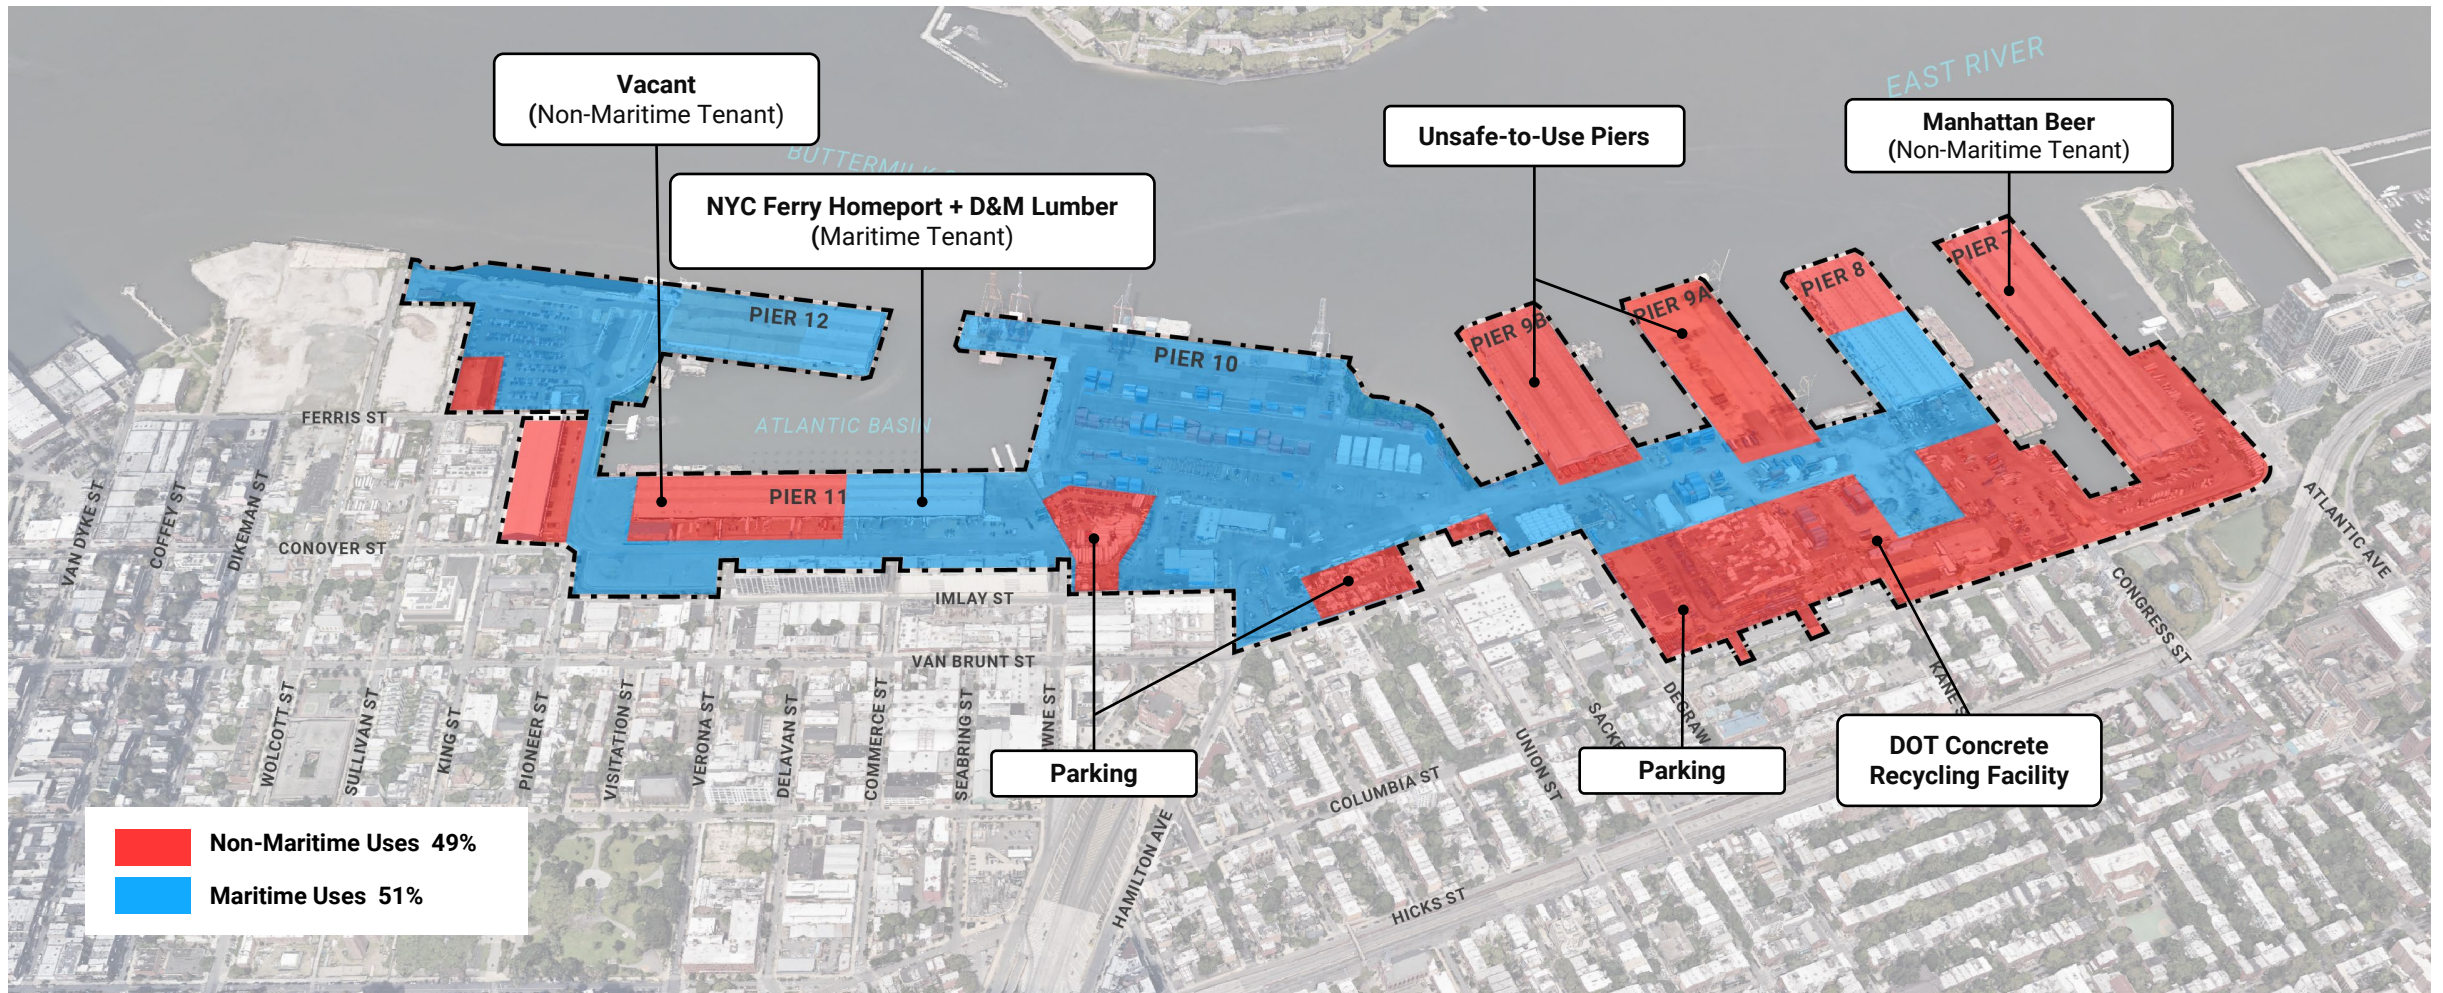 EAST RIVER
Vacant
(Non-Maritime Tenant)
BUTTERMILK
NYC Ferry Homeport + D&M Lumber
(Maritime Tenant)
Unsafe-to-Use Piers
Manhattan Beer
(Non-Maritime Tenant)
PIER 12
PIER 10
PIER 9B
PIER 9A
PIER 8
PIER 7
ATLANTIC BASIN
PIER 11
FERRIS ST
CONOVER ST
IMLAY ST
VAN BRUNT ST
VAN DYKE ST
COFFEY ST
DIKEMAN ST
WOLCOTT ST
SULLIVAN ST
KING ST
PIONEER ST
VISITATION ST
VERONA ST
DELAVAN ST
COMMERCE ST
SEABRING ST
WNE ST
HAMILTON AVE
COLUMBIA ST
HICKS ST
UNION ST
SACKE
DEGRAW
KANE S
CONGRESS ST
ATLANTIC AVE
Parking
Parking
DOT Concrete
Recycling Facility
Non-Maritime Uses 49%
Maritime Uses 51%